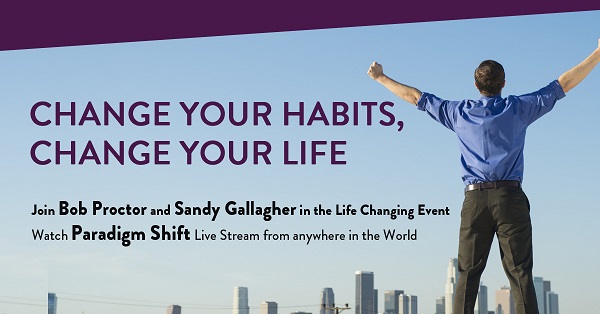 CHANGE YOUR HABITS,
CHANGE YOUR LIFE
Join Bob Proctor and Sandy Gallagher in the Life Changing Event
Watch Paradigm Shift Live Stream from anywhere in the World